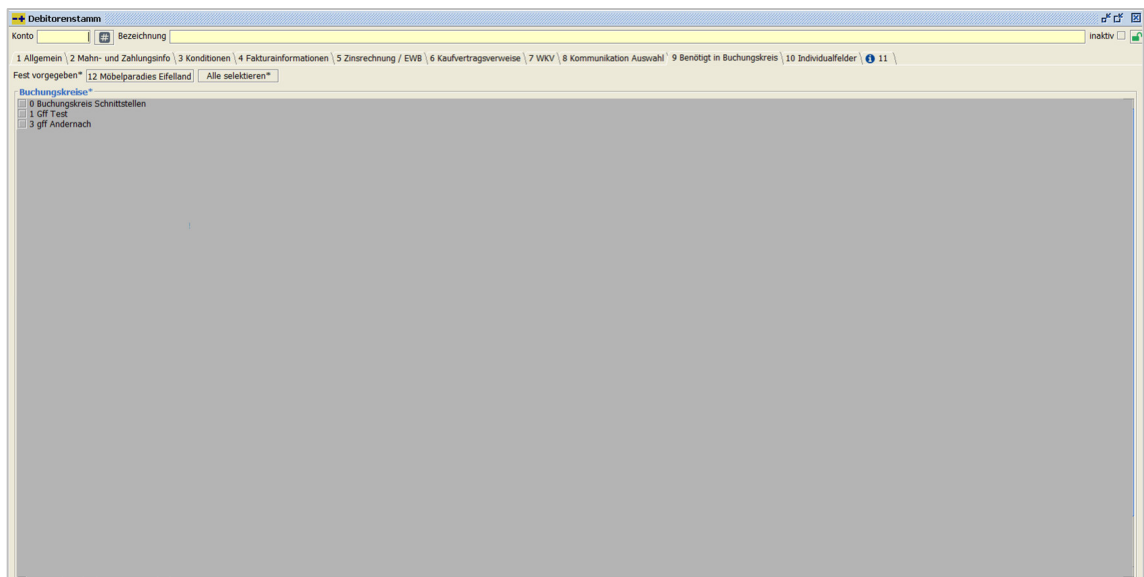 Debitorenstamm
Konto # Bezeichnung inaktiv
1 Allgemein \ 2 Mahn- und Zahlungsinfo \ 3 Konditionen \ 4 Fakturainformationen \ 5 Zinsrechnung / EWB \ 6 Kaufvertragsverweise \ 7 WKV \ 8 Kommunikation Auswahl \ 9 Benötigt in Buchungskreis \ 10 Individualfelder \ 11 \
Fest vorgegeben* 12 Möbelparadies Eifelland Alle selektieren*
Buchungskreise*
0 Buchungskreis Schnittstellen
1 Gff Test
3 gff Andernach